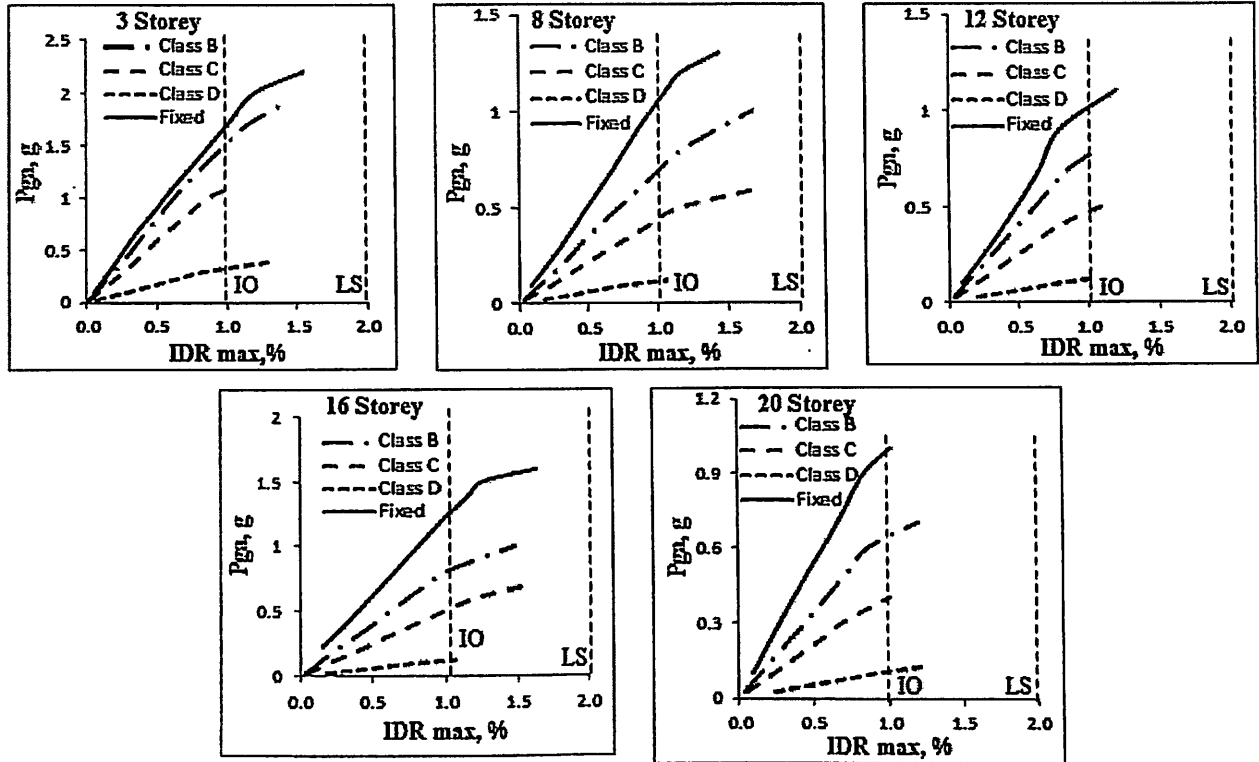 3 Storey
Class B
Class C
Class D
Fixed
2.5
2
1.5
1
0.5
0
Pga, g
IO
LS
0.0 0.5 1.0 1.5 2.0
IDR max,%
8 Storey
Class B
Class C
Class D
Fixed
1.5
1
0.5
0
Pga, g
IO
LS
0.0 0.5 1.0 1.5 2.0
IDR max,%
12 Storey
Class B
Class C
Class D
Fixed
1.5
1
0.5
0
Pga, g
IO
LS
0.0 0.5 1.0 1.5 2.0
IDR max,%
16 Storey
Class B
Class C
Class D
Fixed
2
1.5
1
0.5
0
Pga, g
IO
LS
0.0 0.5 1.0 1.5 2.0
IDR max, %
20 Storey
Class B
Class C
Class D
Fixed
1.2
0.9
0.6
0.3
0
Pga, g
IO
LS
0.0 0.5 1.0 1.5 2.0
IDR max, %